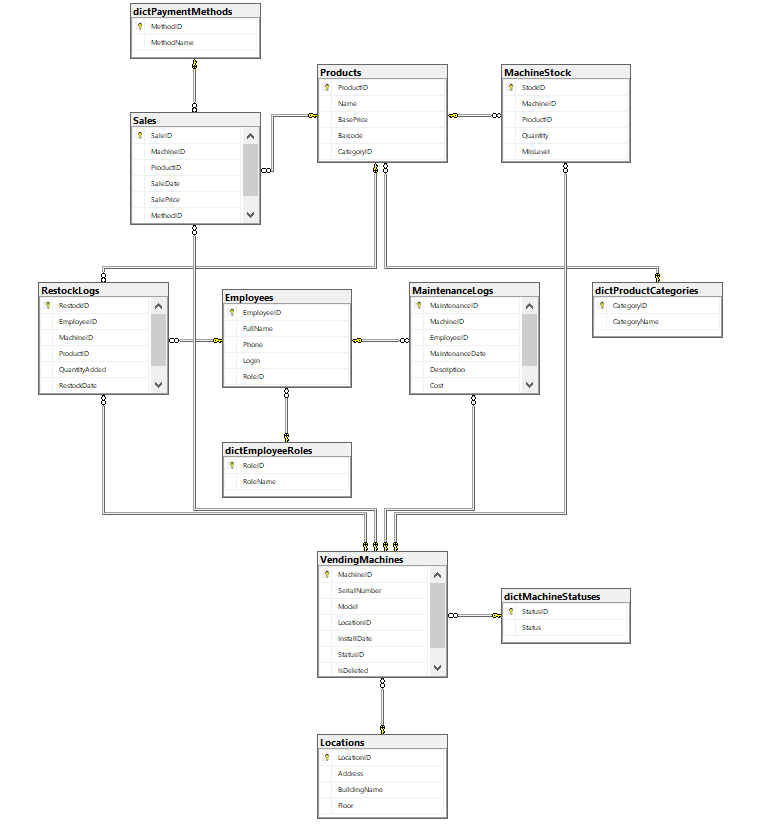 dictPaymentMethods
MethodID
MethodName
Products
ProductID
Name
BasePrice
Barcode
CategoryID
MachineStock
StockID
MachineID
ProductID
Quantity
MinLevel
Sales
SaleID
MachineID
ProductID
SaleDate
SalePrice
MethodID
RestockLogs
RestockID
EmployeeID
MachineID
ProductID
QuantityAdded
RestockDate
Employees
EmployeeID
FullName
Phone
Login
RoleID
MaintenanceLogs
MaintenanceID
MachineID
EmployeeID
MaintenanceDate
Description
Cost
dictProductCategories
CategoryID
CategoryName
dictEmployeeRoles
RoleID
RoleName
VendingMachines
MachineID
SerialNumber
Model
LocationID
InstallDate
StatusID
IsDeleted
dictMachineStatuses
StatusID
Status
Locations
LocationID
Address
BuildingName
Floor